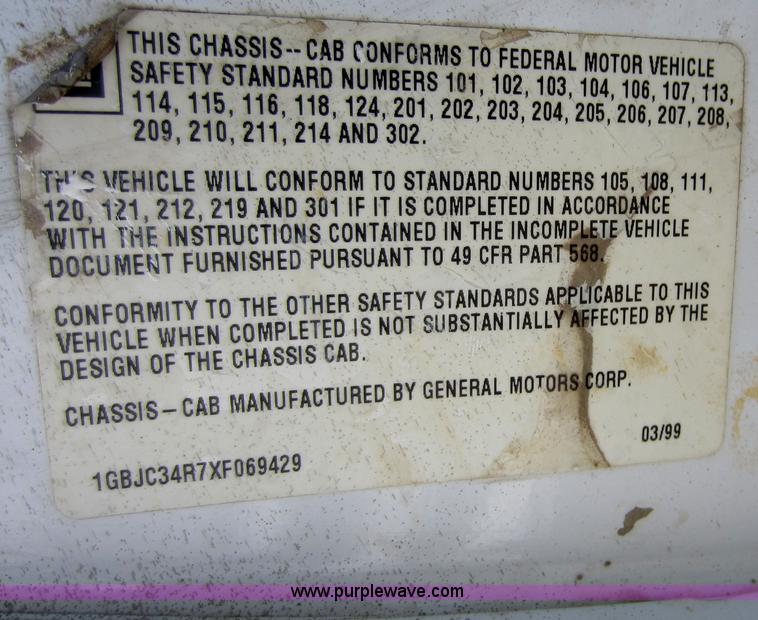 THIS CHASSIS--CAB CONFORMS TO FEDERAL MOTOR VEHICLE
SAFETY STANDARD NUMBERS 101, 102, 103, 104, 106, 107, 113,
114, 115, 116, 118, 124, 201, 202, 203, 204, 205, 206, 207, 208,
209, 210, 211, 214 AND 302.
THIS VEHICLE WILL CONFORM TO STANDARD NUMBERS 105, 108, 111,
120, 121, 212, 219 AND 301 IF IT IS COMPLETED IN ACCORDANCE
WITH THE INSTRUCTIONS CONTAINED IN THE INCOMPLETE VEHICLE
DOCUMENT FURNISHED PURSUANT TO 49 CFR PART 568.
CONFORMITY TO THE OTHER SAFETY STANDARDS APPLICABLE TO THIS
VEHICLE WHEN COMPLETED IS NOT SUBSTANTIALLY AFFECTED BY THE
DESIGN OF THE CHASSIS CAB.
CHASSIS-CAB MANUFACTURED BY GENERAL MOTORS CORP.
03/99
1GBJC34R7XF069429
www.purplewave.com